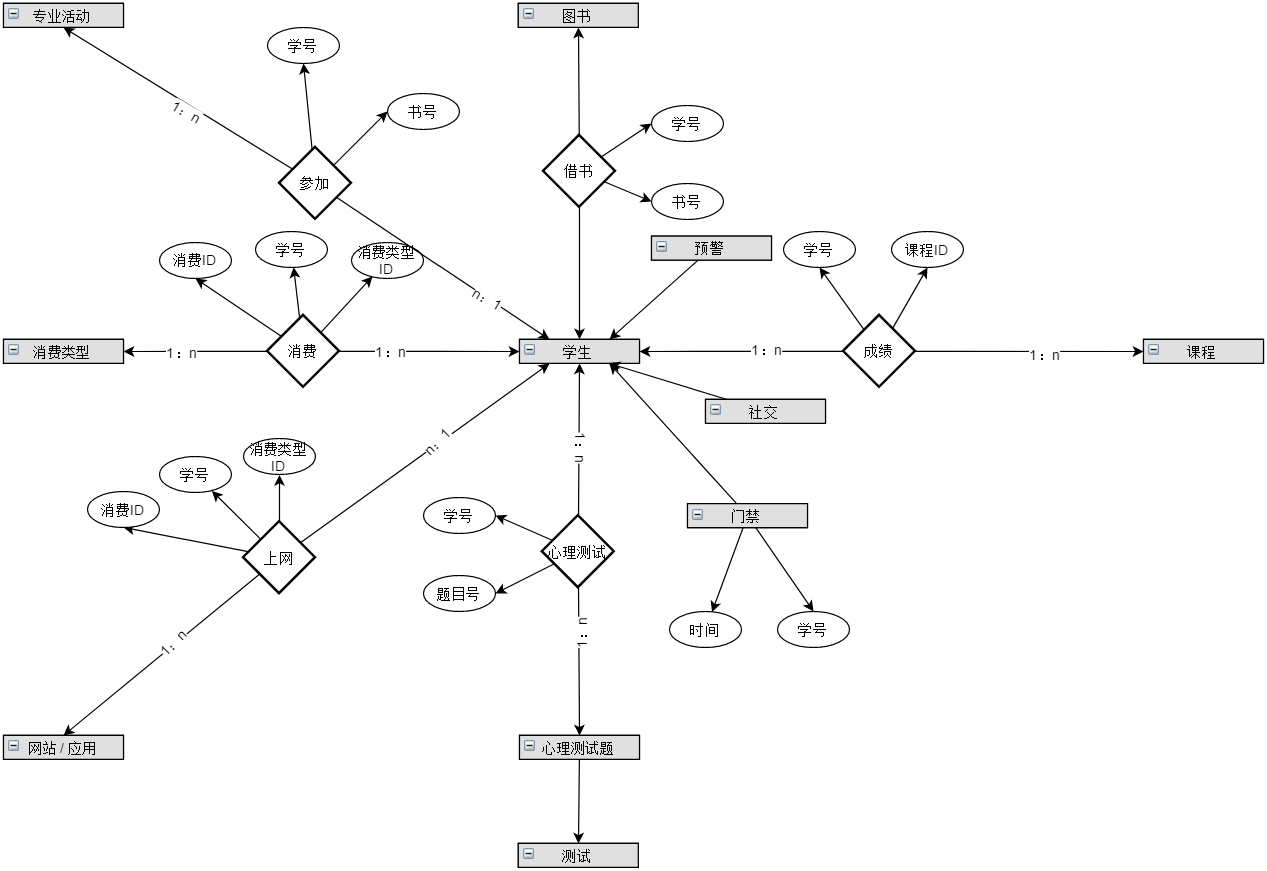 专业活动
图书
学号
书号
学号
借书
参加
书号
1：n
消费ID
学号
消费类型
ID
预警
学号
课程ID
n：1
消费类型
1：n
消费
1：n
学生
1：n
成绩
1：n
课程
社交
n：1
1：n
消费ID
学号
消费类型
ID
学号
门禁
上网
心理测试
题目号
n：1
时间
学号
1：n
网站 / 应用
心理测试题
测试